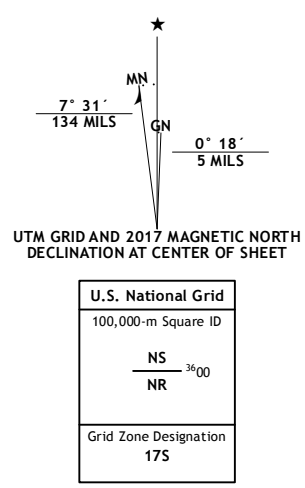 ★
MN
7° 31´
134 MILS
GN
0° 18´
5 MILS
UTM GRID AND 2017 MAGNETIC NORTH
DECLINATION AT CENTER OF SHEET
U.S. National Grid
100,000-m Square ID
NS
3600
NR
Grid Zone Designation
17S